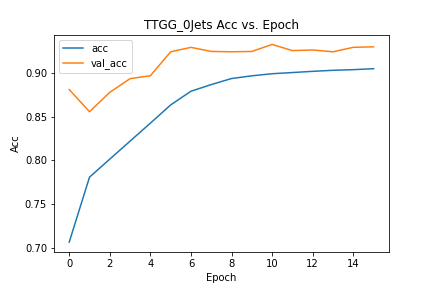 TTGG_0Jets Acc vs. Epoch
acc
val_acc
Acc
0.90
0.85
0.80
0.75
0.70
0 2 4 6 8 10 12 14
Epoch